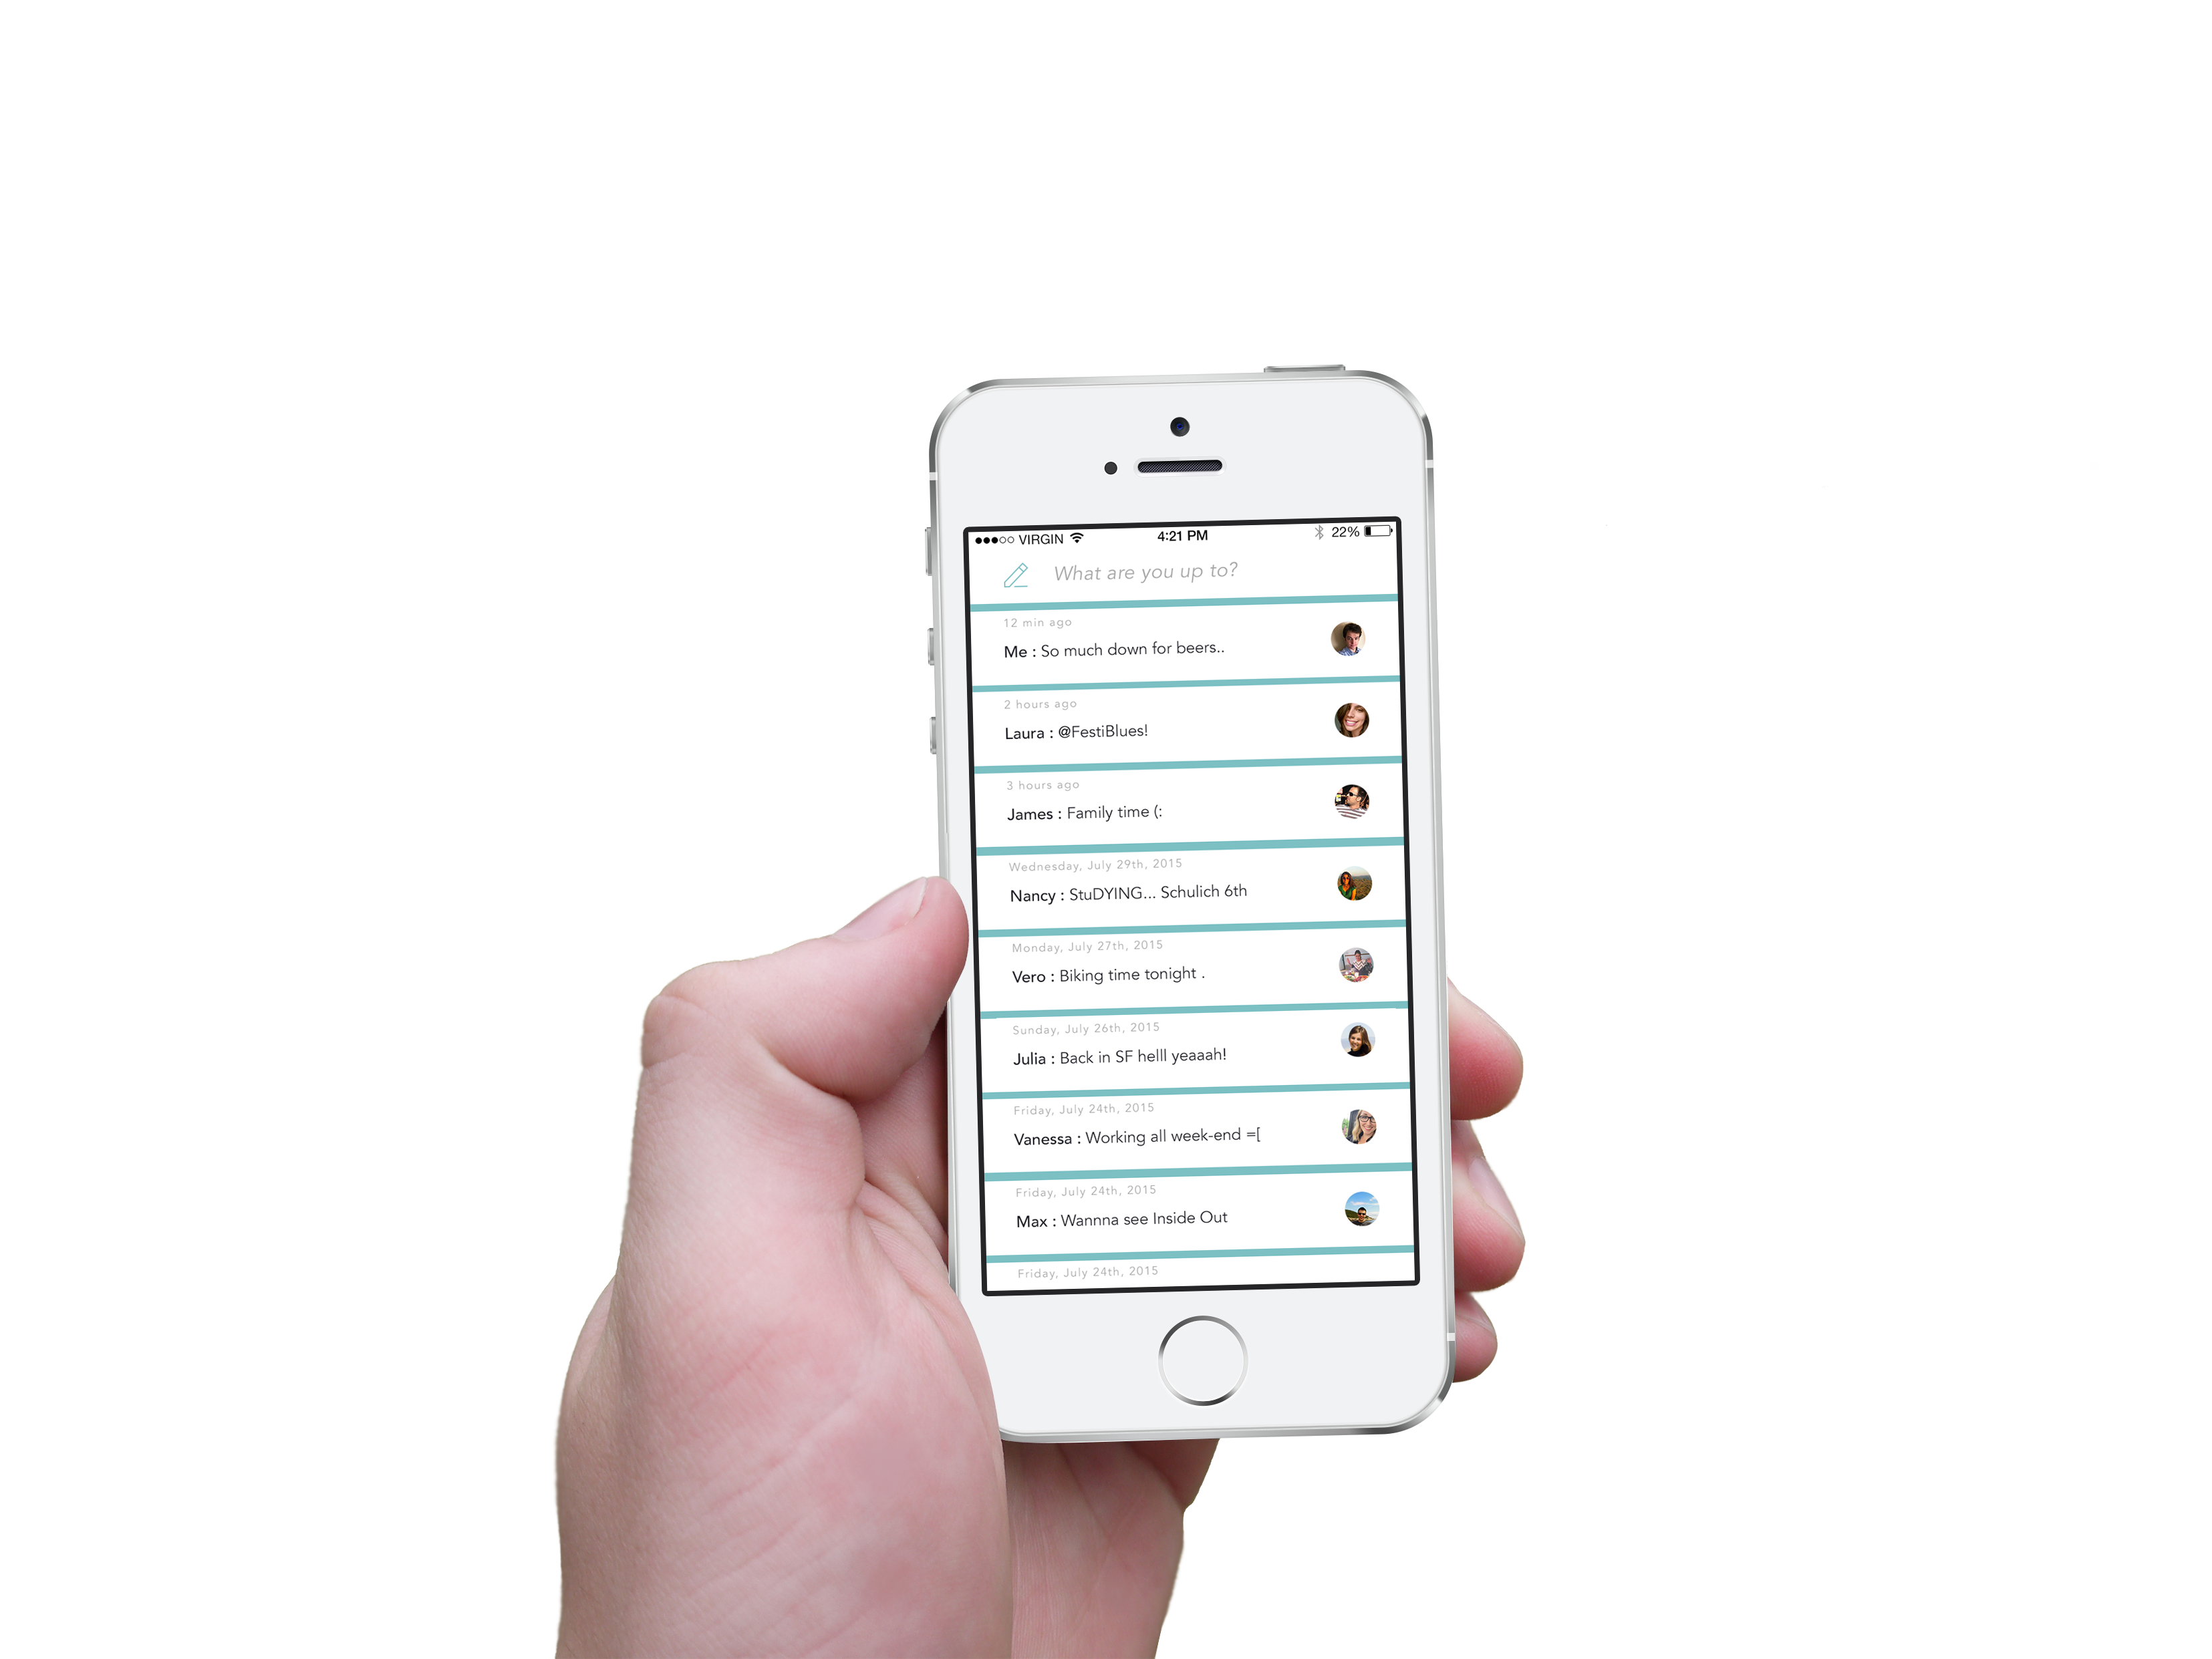 VIRGIN 4:21 PM 22%
What are you up to?
12 min ago
Me : So much down for beers..
2 hours ago
Laura : @FestiBlues!
3 hours ago
James : Family time (:
Wednesday, July 29th, 2015
Nancy : StuDYING... Schulich 6th
Monday, July 27th, 2015
Vero : Biking time tonight .
Sunday, July 26th, 2015
Julia : Back in SF helll yeaaah!
Friday, July 24th, 2015
Vanessa : Working all week-end =[
Friday, July 24th, 2015
Max : Wannna see Inside Out
Friday, July 24th, 2015